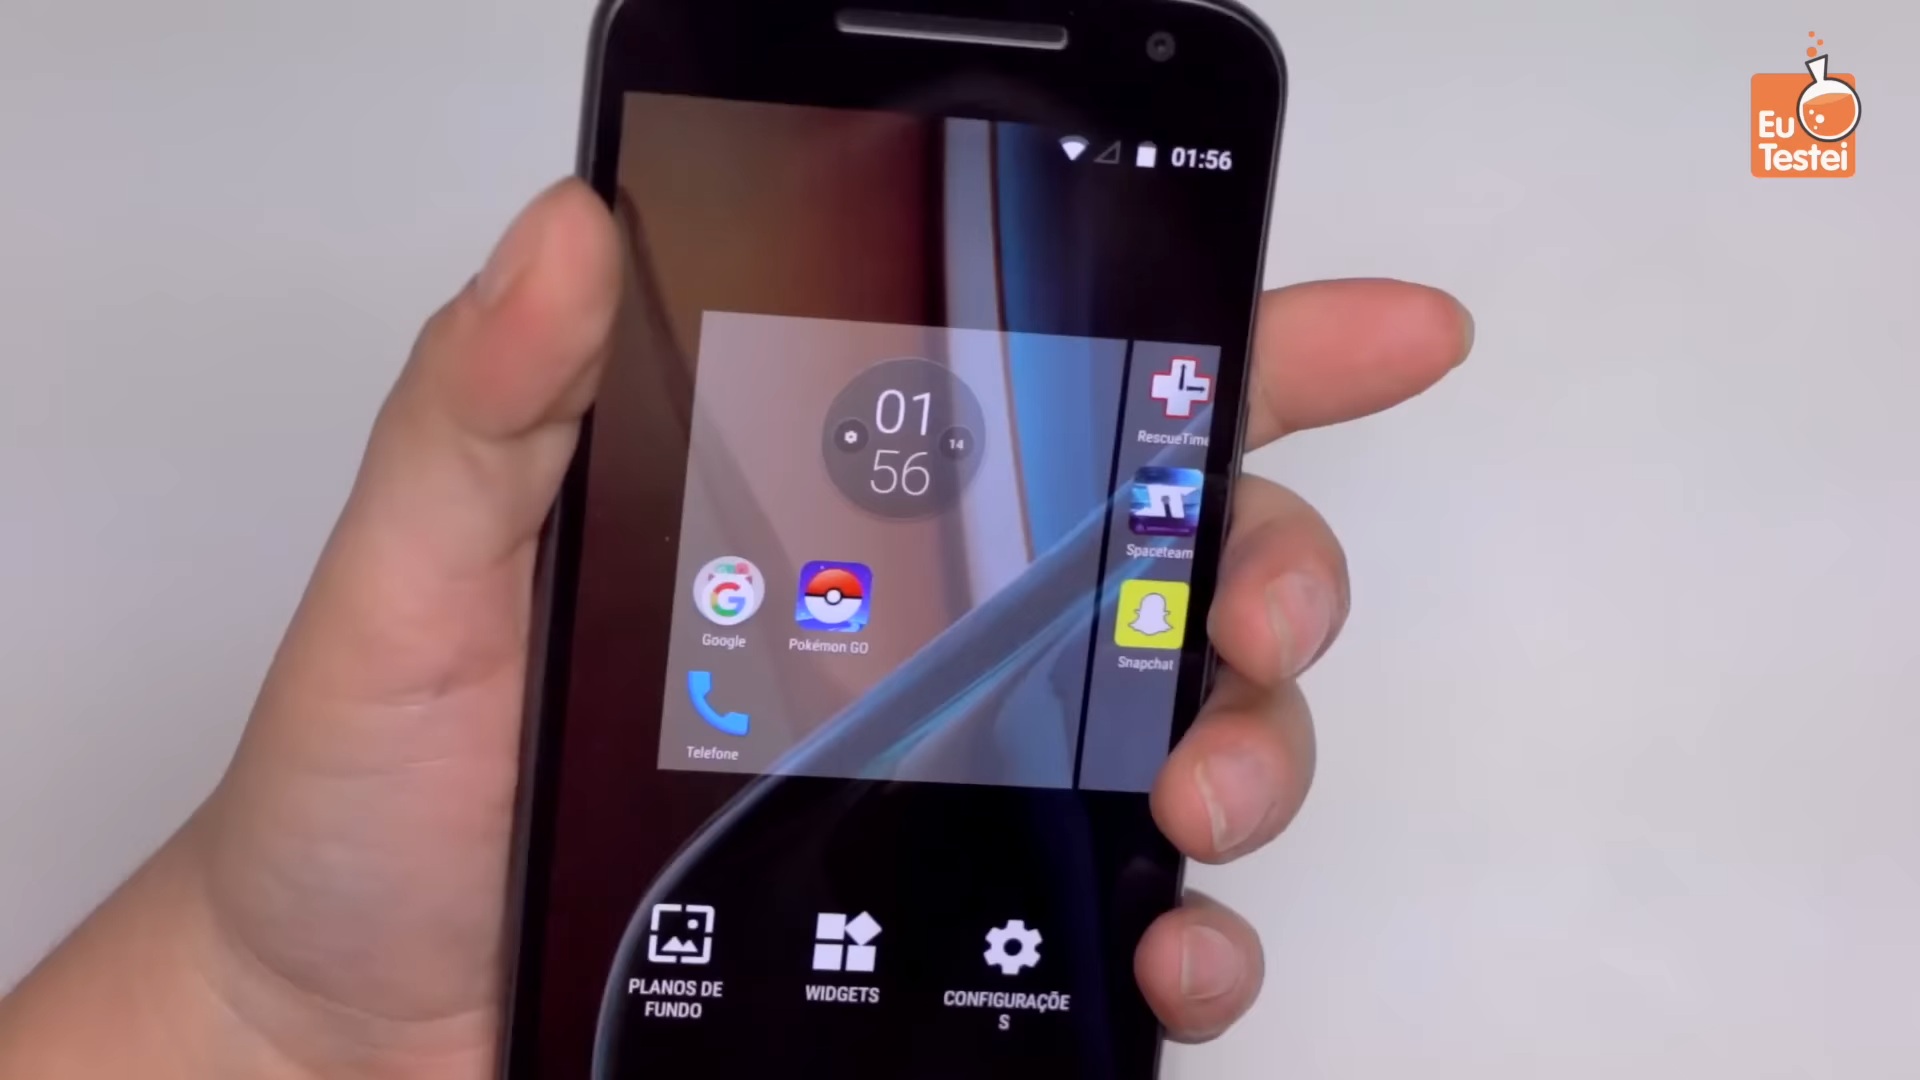 Eu
Testei
01:56
01
14
56
RescueTime
Spaceteam
Google
Pokémon GO
Snapchat
Telefone
PLANOS DE
FUNDO
WIDGETS
CONFIGURAÇÕE
S